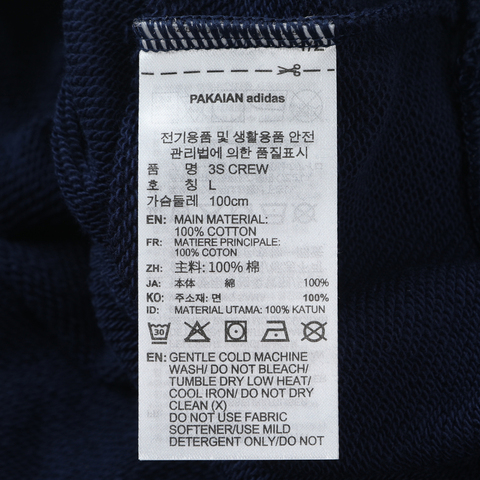 1/2
PAKAIAN adidas
전기용품 및 생활용품 안전
관리법에 의한 품질표시
품 명 3S CREW
호 칭 L
가슴둘레 100cm
EN: MAIN MATERIAL:
100% COTTON
FR: MATIERE PRINCIPALE:
100% COTON
ZH: 主料: 100% 棉
JA: 本体 綿 100%
KO: 주소재: 면 100%
ID: MATERIAL UTAMA: 100% KATUN
30
EN: GENTLE COLD MACHINE
WASH/ DO NOT BLEACH/
TUMBLE DRY LOW HEAT/
COOL IRON/ DO NOT DRY
CLEAN (X)
DO NOT USE FABRIC
SOFTENER/USE MILD
DETERGENT ONLY/DO NOT